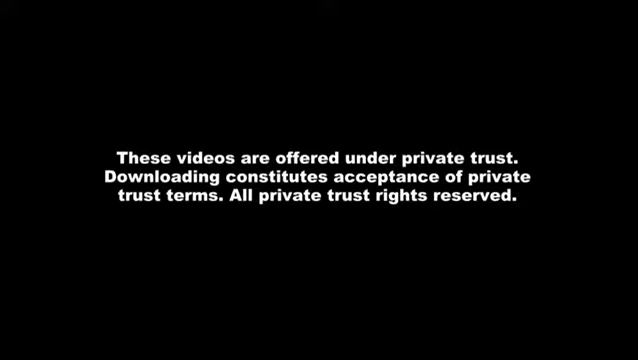 These videos are offered under private trust.
Downloading constitutes acceptance of private
trust terms. All private trust rights reserved.